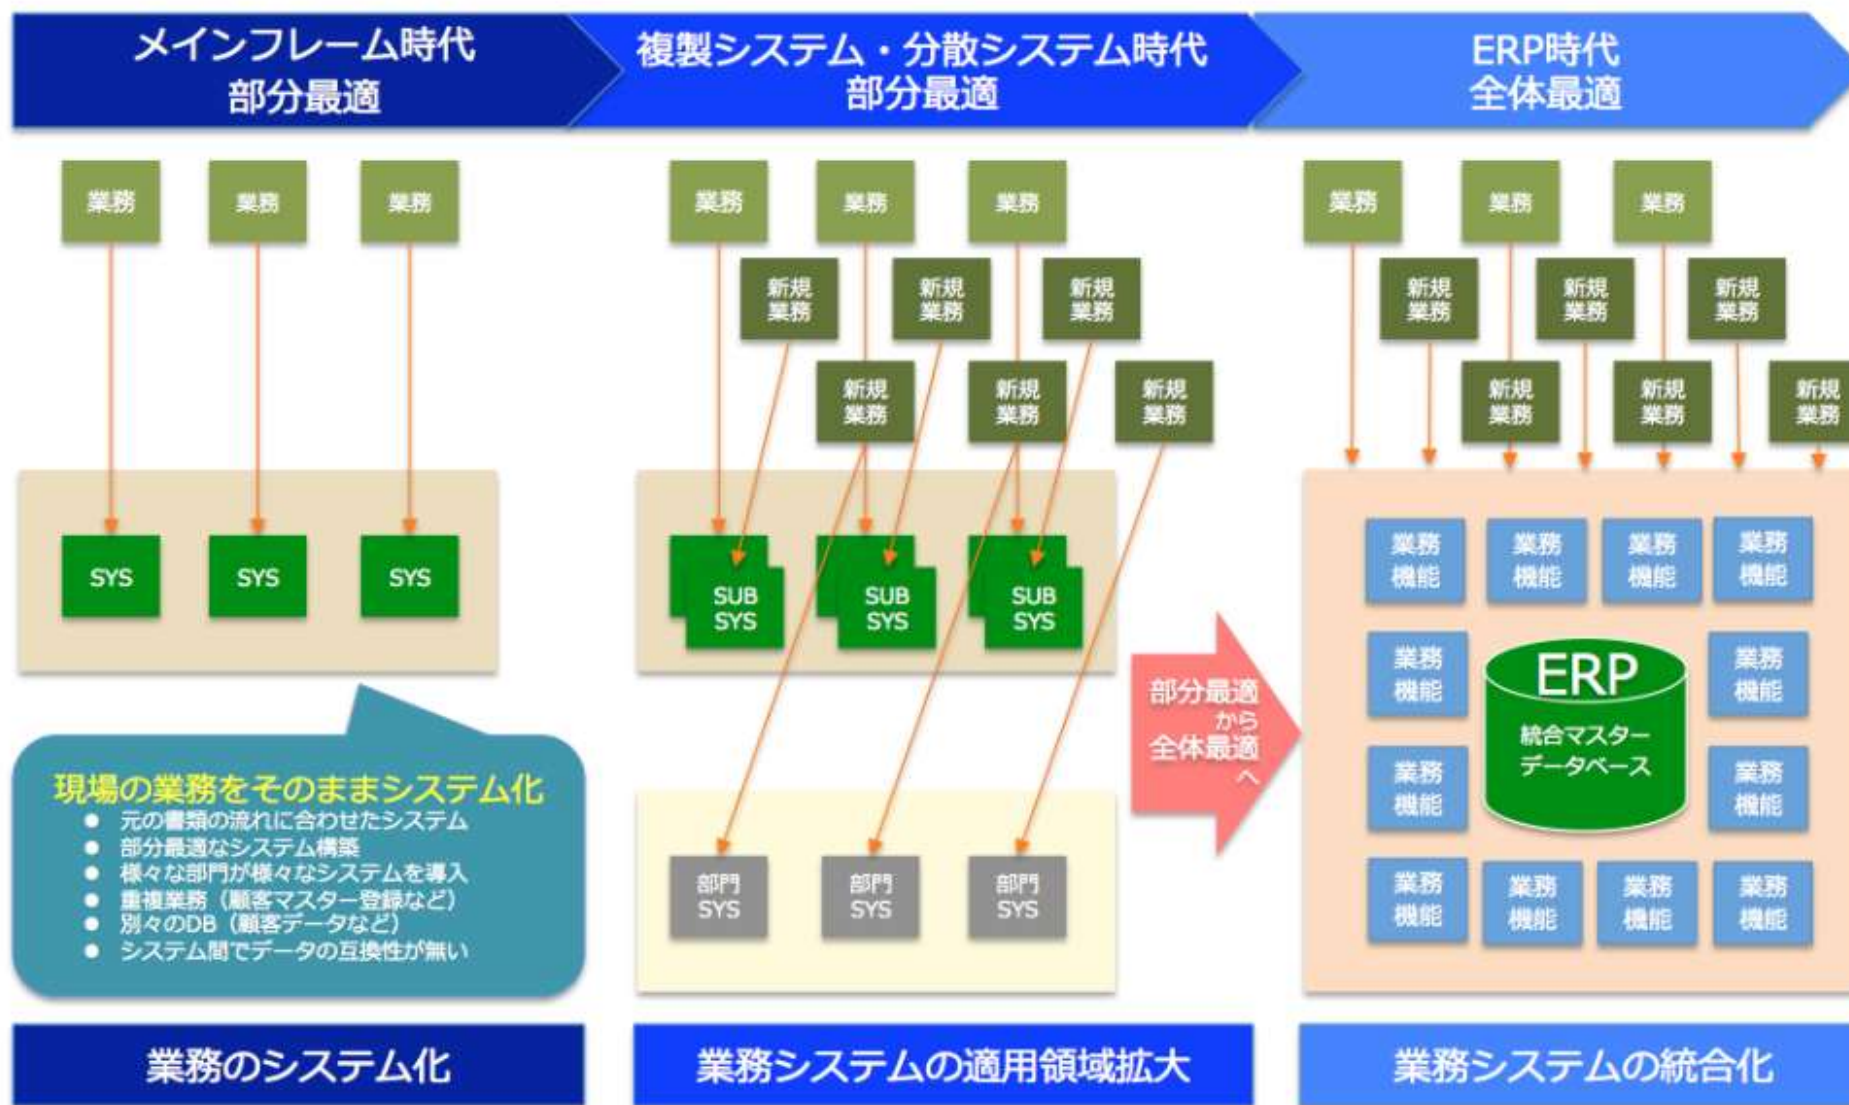 メインフレーム時代
部分最適
複製システム・分散システム時代
部分最適
ERP時代
全体最適
業務
業務
業務
SYS
SYS
SYS
現場の業務をそのままシステム化
● 元の書類の流れに合わせたシステム
● 部分最適なシステム構築
● 様々な部門が様々なシステムを導入
● 重複業務（顧客マスター登録など）
● 別々のDB（顧客データなど）
● システム間でデータの互換性が無い
業務
業務
業務
新規
業務
新規
業務
新規
業務
新規
業務
新規
業務
新規
業務
SUB
SYS
SUB
SYS
SUB
SYS
部門
SYS
部門
SYS
部門
SYS
部分最適
から
全体最適
へ
業務
業務
業務
新規
業務
新規
業務
新規
業務
新規
業務
新規
業務
新規
業務
業務
機能
業務
機能
業務
機能
業務
機能
業務
機能
ERP
統合マスター
データベース
業務
機能
業務
機能
業務
機能
業務
機能
業務
機能
業務
機能
業務
機能
業務のシステム化
業務システムの適用領域拡大
業務システムの統合化